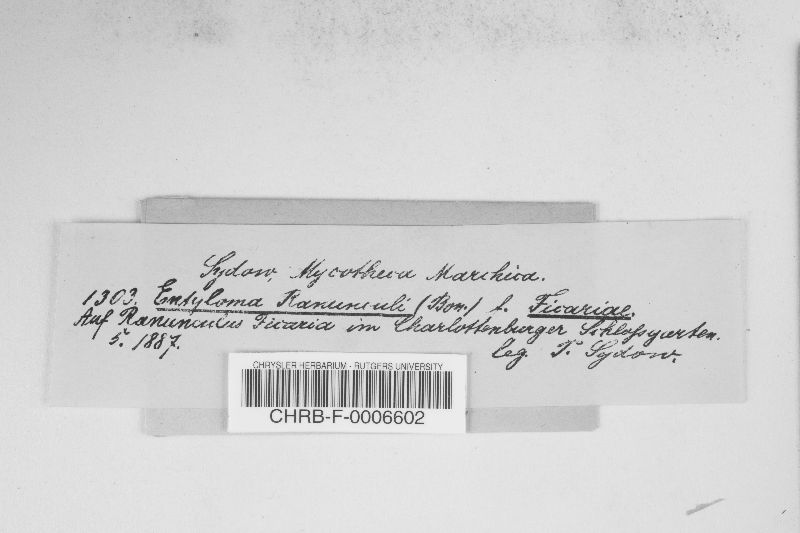 Sydow, Mycotheca Marchica.
1303. Entyloma Ranunculi (Bon.) f. Ficariae.
Auf Ranunculus Ficaria im Charlottenburger Schlossgarten.
5. 1887.
leg. P. Sydow.
CHRYSLER HERBARIUM - RUTGERS UNIVERSITY
CHRB-F-0006602